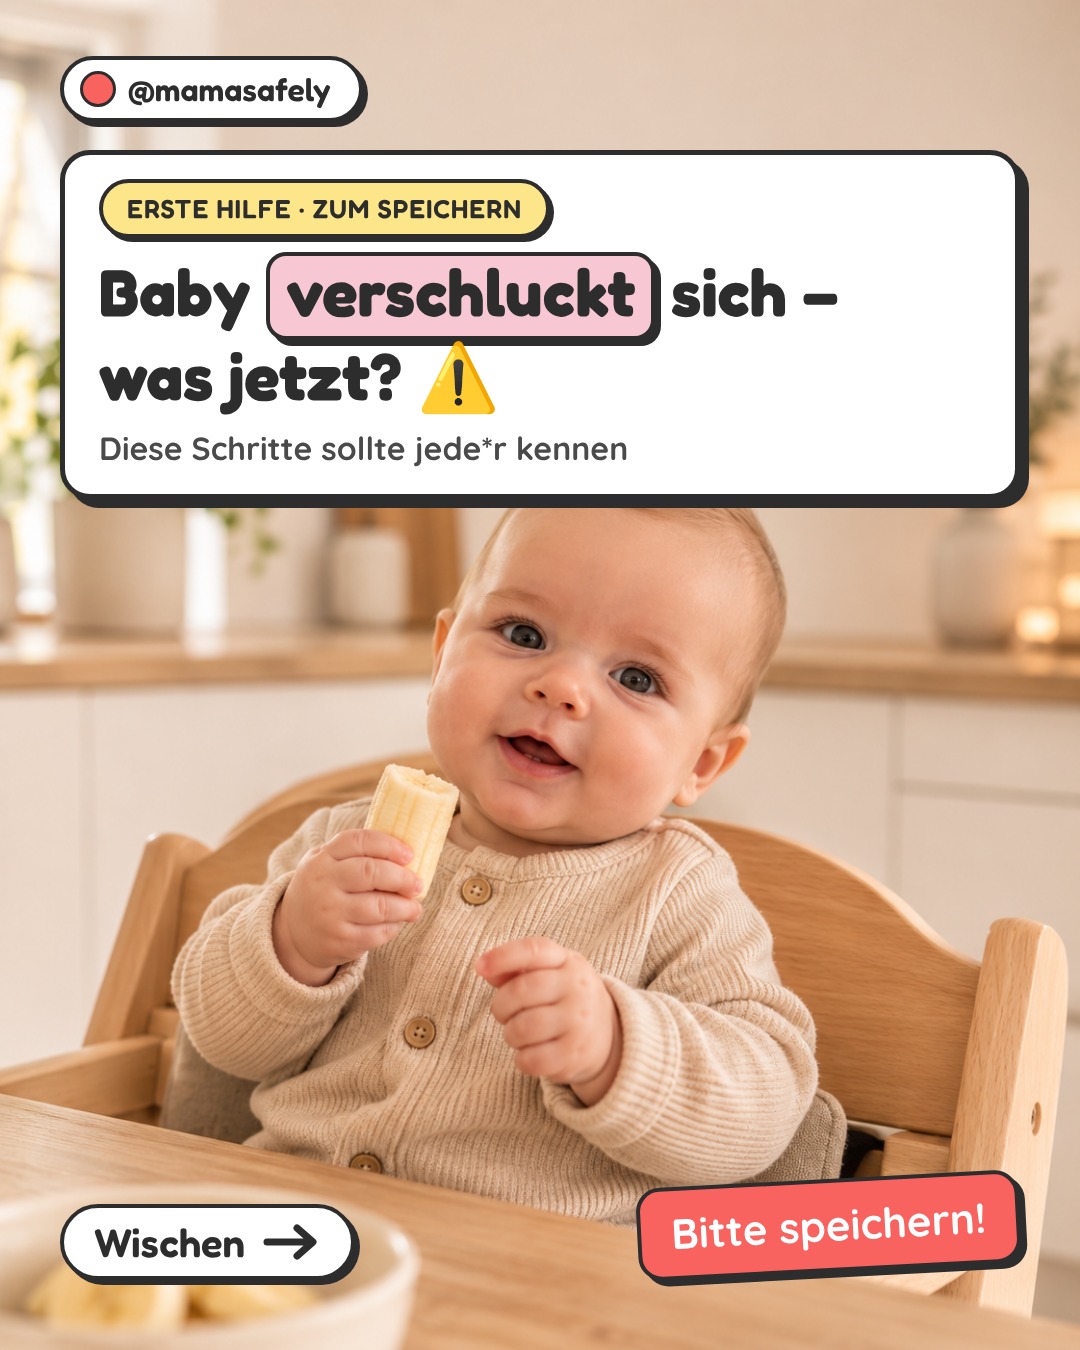 @mamasafely
ERSTE HILFE · ZUM SPEICHERN
Baby verschluckt sich –
was jetzt? ⚠️
Diese Schritte sollte jede*r kennen
Wischen →
Bitte speichern!